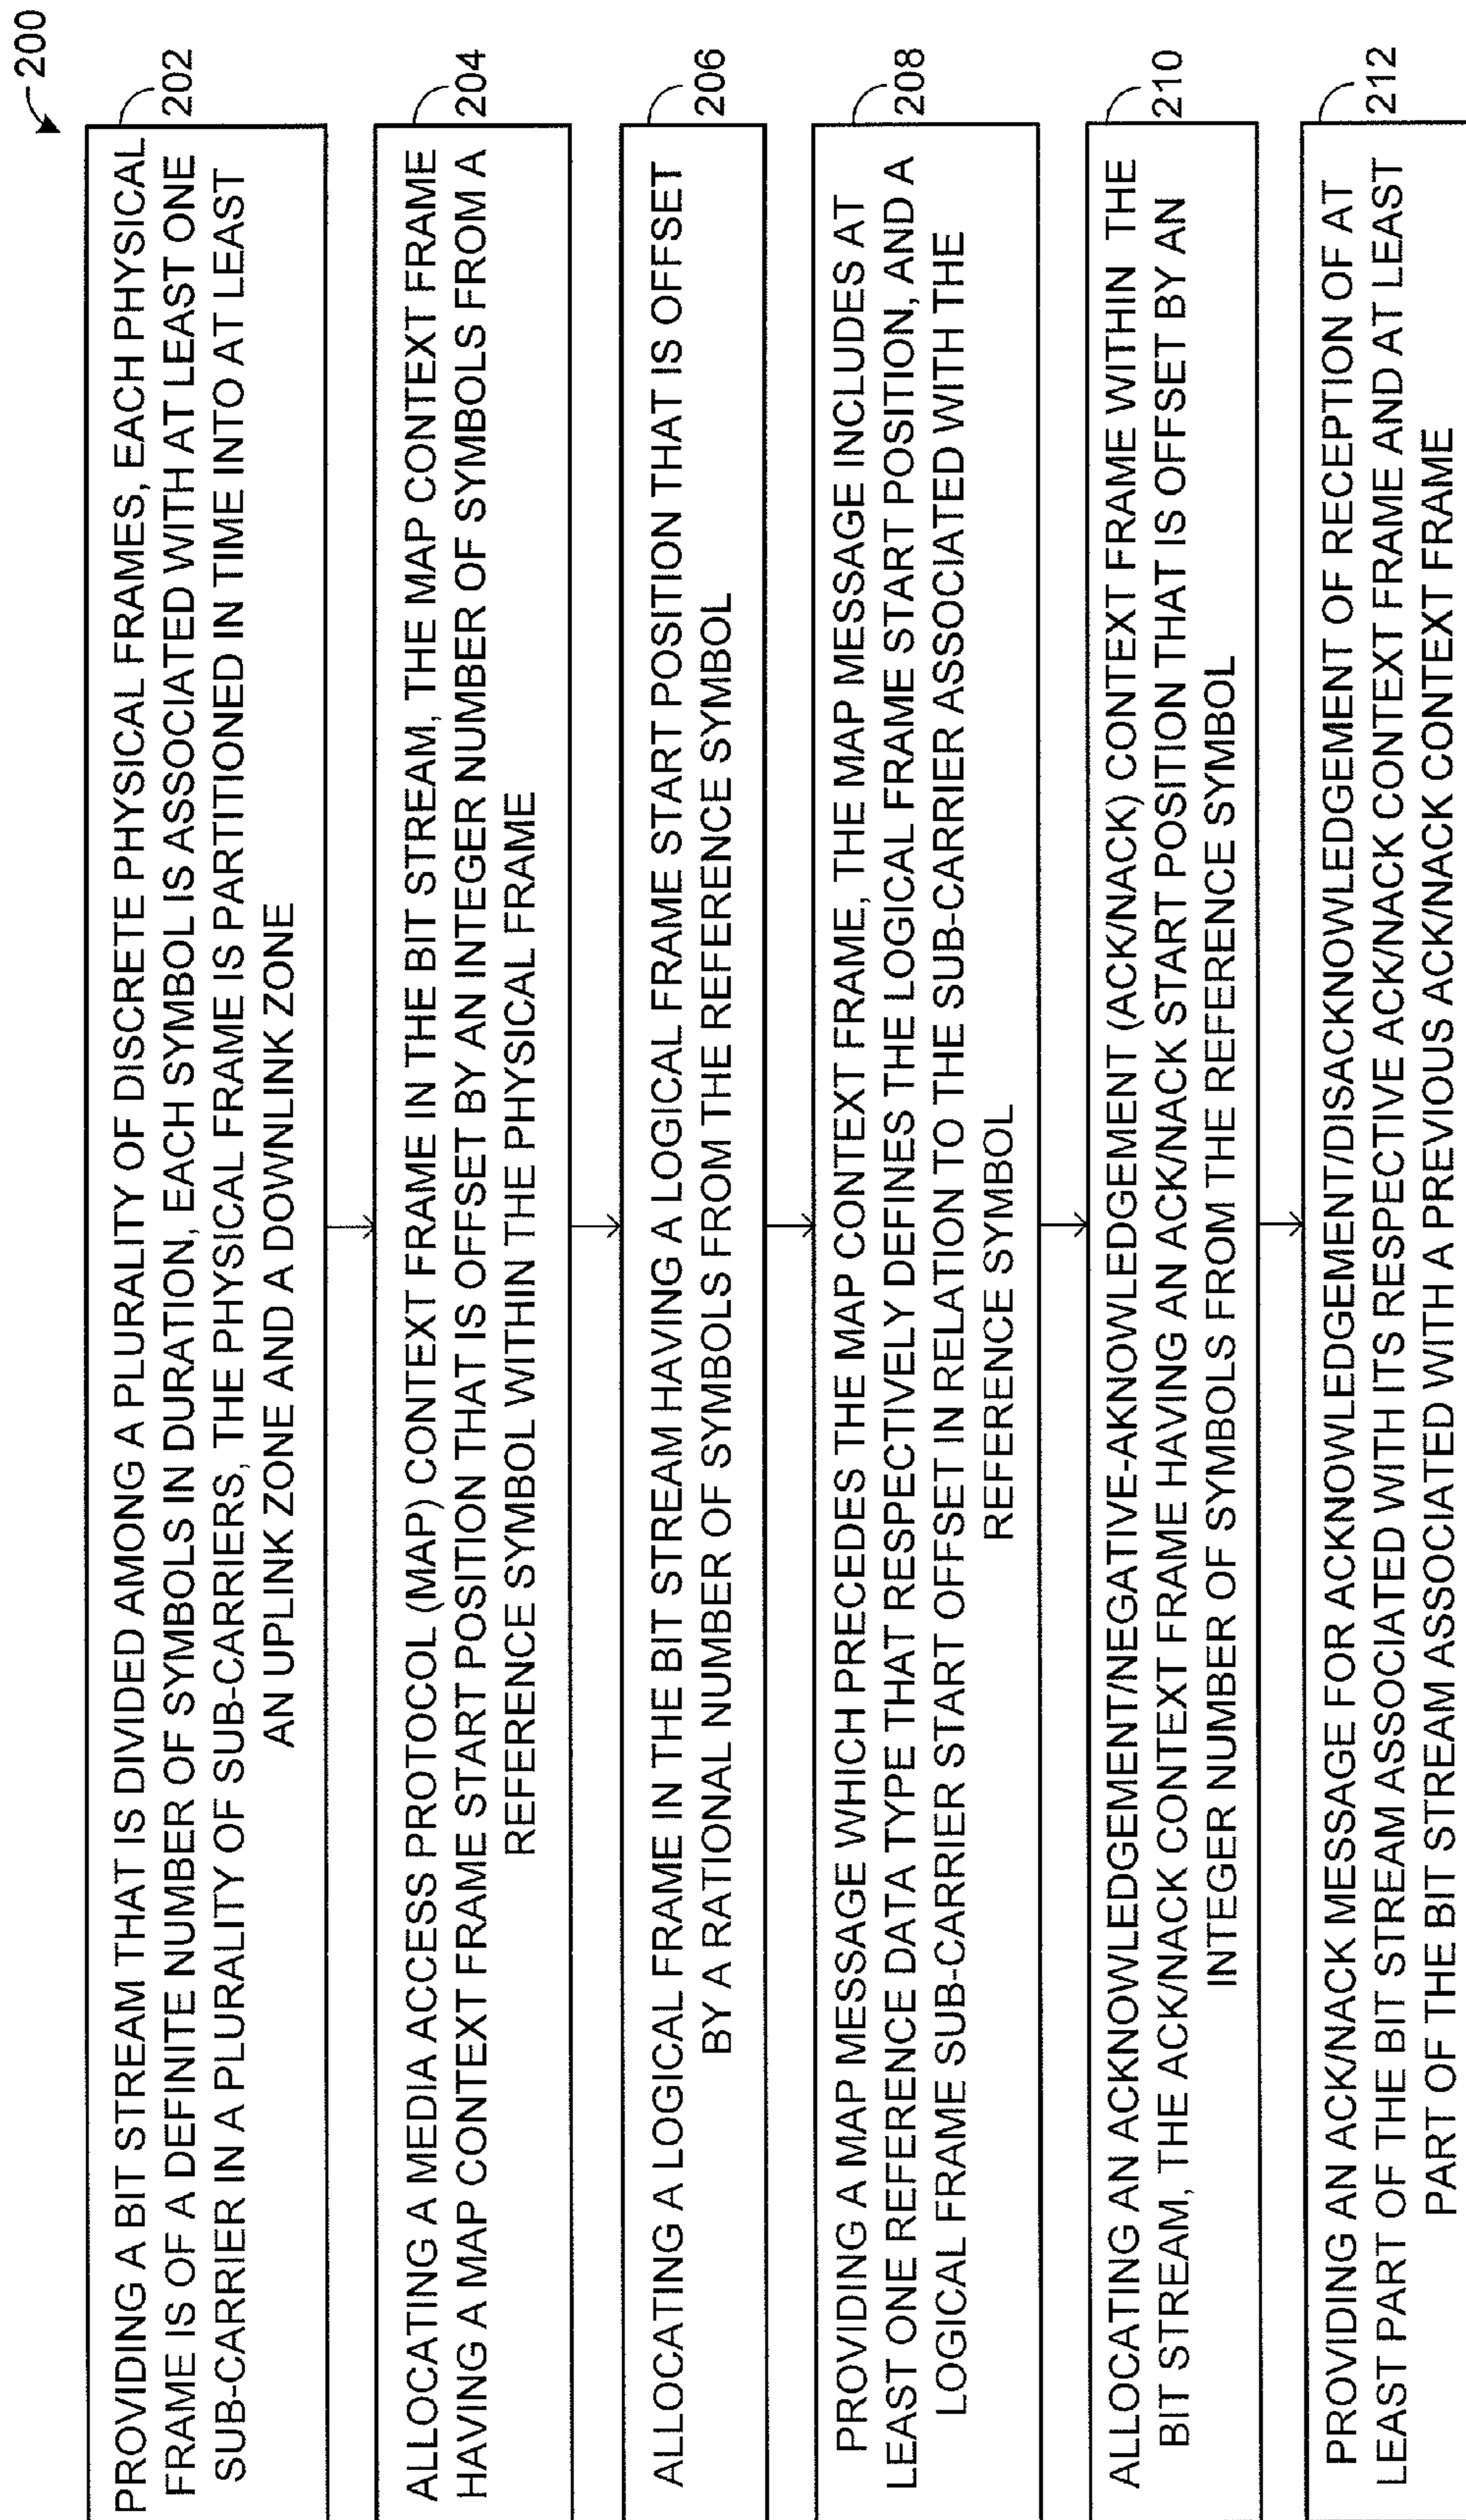 200
PROVIDING A BIT STREAM THAT IS DIVIDED AMONG A PLURALITY OF DISCRETE PHYSICAL FRAMES, EACH PHYSICAL
FRAME IS OF A DEFINITE NUMBER OF SYMBOLS IN DURATION, EACH SYMBOL IS ASSOCIATED WITH AT LEAST ONE
SUB-CARRIER IN A PLURALITY OF SUB-CARRIERS, THE PHYSICAL FRAME IS PARTITIONED IN TIME INTO AT LEAST
AN UPLINK ZONE AND A DOWNLINK ZONE
202
ALLOCATING A MEDIA ACCESS PROTOCOL (MAP) CONTEXT FRAME IN THE BIT STREAM, THE MAP CONTEXT FRAME
HAVING A MAP CONTEXT FRAME START POSITION THAT IS OFFSET BY AN INTEGER NUMBER OF SYMBOLS FROM A
REFERENCE SYMBOL WITHIN THE PHYSICAL FRAME
204
ALLOCATING A LOGICAL FRAME IN THE BIT STREAM HAVING A LOGICAL FRAME START POSITION THAT IS OFFSET
BY A RATIONAL NUMBER OF SYMBOLS FROM THE REFERENCE SYMBOL
206
PROVIDING A MAP MESSAGE WHICH PRECEDES THE MAP CONTEXT FRAME, THE MAP MESSAGE INCLUDES AT
LEAST ONE REFERENCE DATA TYPE THAT RESPECTIVELY DEFINES THE LOGICAL FRAME START POSITION, AND A
LOGICAL FRAME SUB-CARRIER START OFFSET IN RELATION TO THE SUB-CARRIER ASSOCIATED WITH THE
REFERENCE SYMBOL
208
ALLOCATING AN ACKNOWLEDGEMENT/NEGATIVE-AKNOWLEDGEMENT (ACK/NACK) CONTEXT FRAME WITHIN THE
BIT STREAM, THE ACK/NACK CONTEXT FRAME HAVING AN ACK/NACK START POSITION THAT IS OFFSET BY AN
INTEGER NUMBER OF SYMBOLS FROM THE REFERENCE SYMBOL
210
PROVIDING AN ACK/NACK MESSAGE FOR ACKNOWLEDGEMENT/DISACKNOWLEDGEMENT OF RECEPTION OF AT
LEAST PART OF THE BIT STREAM ASSOCIATED WITH ITS RESPECTIVE ACK/NACK CONTEXT FRAME AND AT LEAST
PART OF THE BIT STREAM ASSOCIATED WITH A PREVIOUS ACK/NACK CONTEXT FRAME
212